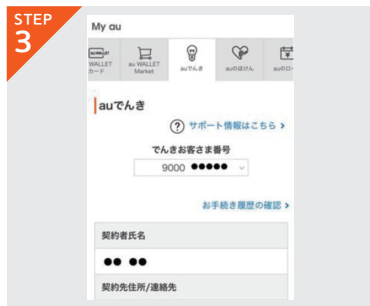 STEP
3
My au
WALLET
カード
au WALLET
Market
auでんき
auのほけん
auのロー
auでんき
? サポート情報はこちら >
でんきお客さま番号
9000 ●●●●●
お手続き履歴の確認 >
契約者氏名
●● ●●
契約先住所/連絡先